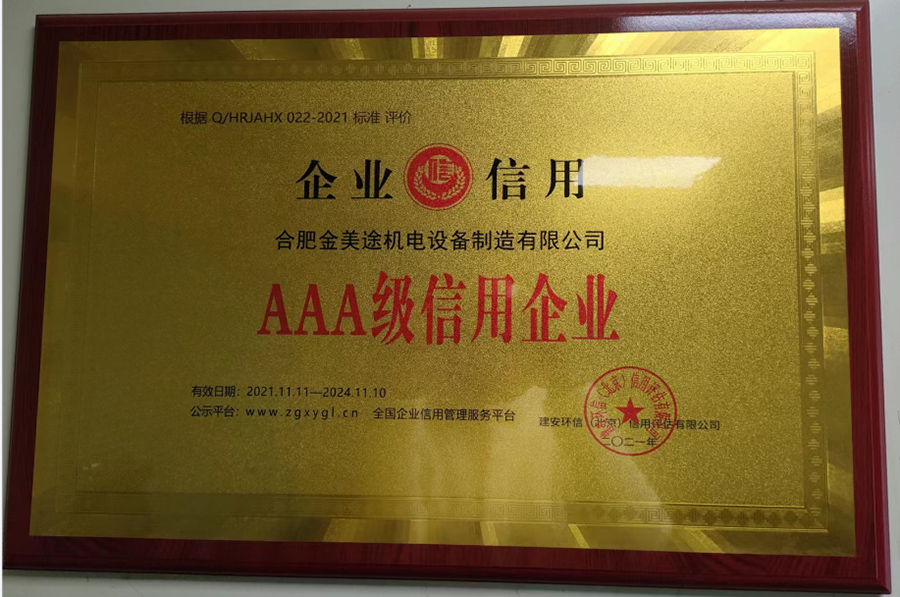 根据 Q/HRJAHX 022-2021 标准 评价
企业 信用
合肥金美途机电设备制造有限公司
AAA级信用企业
有效日期：2021.11.11—2024.11.10
公示平台：www.zgxygl.cn 全国企业信用管理服务平台
建安环信（北京）信用评估有限公司
二〇二一年